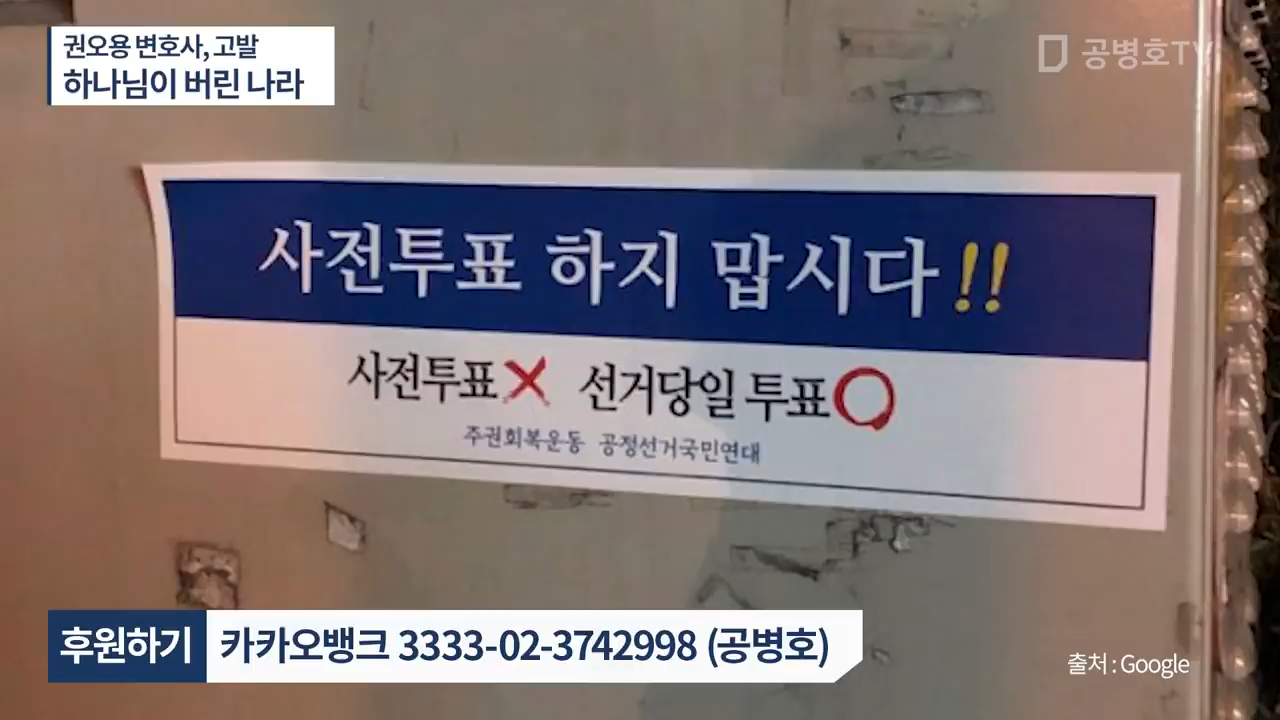 권오용 변호사, 고발
하나님이 버린 나라
공병호TV
사전투표 하지 맙시다!!
사전투표X 선거당일 투표O
주권회복운동 공정선거국민연대
후원하기 카카오뱅크 3333-02-3742998 (공병호)
출처 : Google